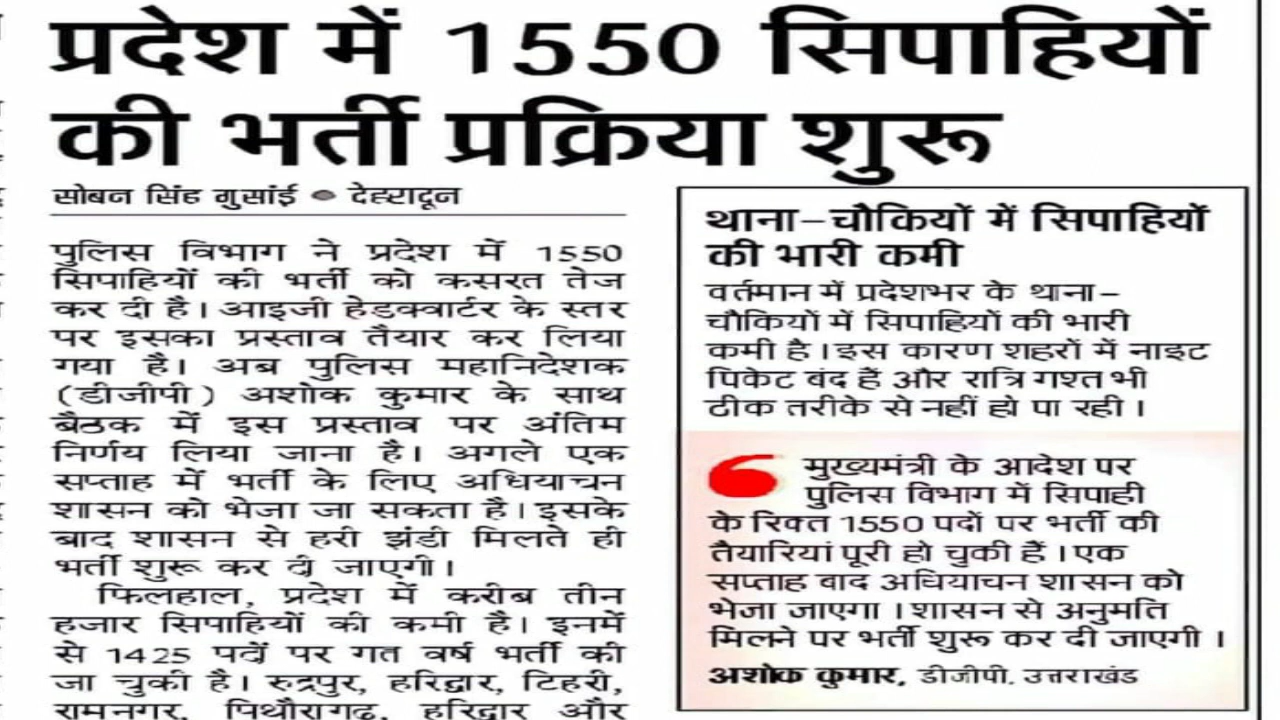 प्रदेश में 1550 सिपाहियों
की भर्ती प्रक्रिया शुरू
सोबन सिंह गुसांई ● देहरादून
पुलिस विभाग ने प्रदेश में 1550
सिपाहियों की भर्ती को कसरत तेज
कर दी है। आइजी हेडक्वार्टर के स्तर
पर इसका प्रस्ताव तैयार कर लिया
गया है। अब पुलिस महानिदेशक
(डीजीपी) अशोक कुमार के साथ
बैठक में इस प्रस्ताव पर अंतिम
निर्णय लिया जाना है। अगले एक
सप्ताह में भर्ती के लिए अधियाचन
शासन को भेजा जा सकता है। इसके
बाद शासन से हरी झंडी मिलते ही
भर्ती शुरू कर दी जाएगी।
फिलहाल, प्रदेश में करीब तीन
हजार सिपाहियों की कमी है। इनमें
से 1425 पदों पर गत वर्ष भर्ती की
जा चुकी है। रुद्रपुर, हरिद्वार, टिहरी,
रामनगर, पिथौरागढ़, हरिद्वार और
थाना-चौकियों में सिपाहियों
की भारी कमी
वर्तमान में प्रदेशभर के थाना-
चौकियों में सिपाहियों की भारी
कमी है। इस कारण शहरों में नाइट
पिकेट बंद हैं और रात्रि गश्त भी
ठीक तरीके से नहीं हो पा रही।
मुख्यमंत्री के आदेश पर
पुलिस विभाग में सिपाही
के रिक्त 1550 पदों पर भर्ती की
तैयारियां पूरी हो चुकी हैं। एक
सप्ताह बाद अधियाचन शासन को
भेजा जाएगा। शासन से अनुमति
मिलने पर भर्ती शुरू कर दी जाएगी।
अशोक कुमार, डीजीपी. उत्तराखंड